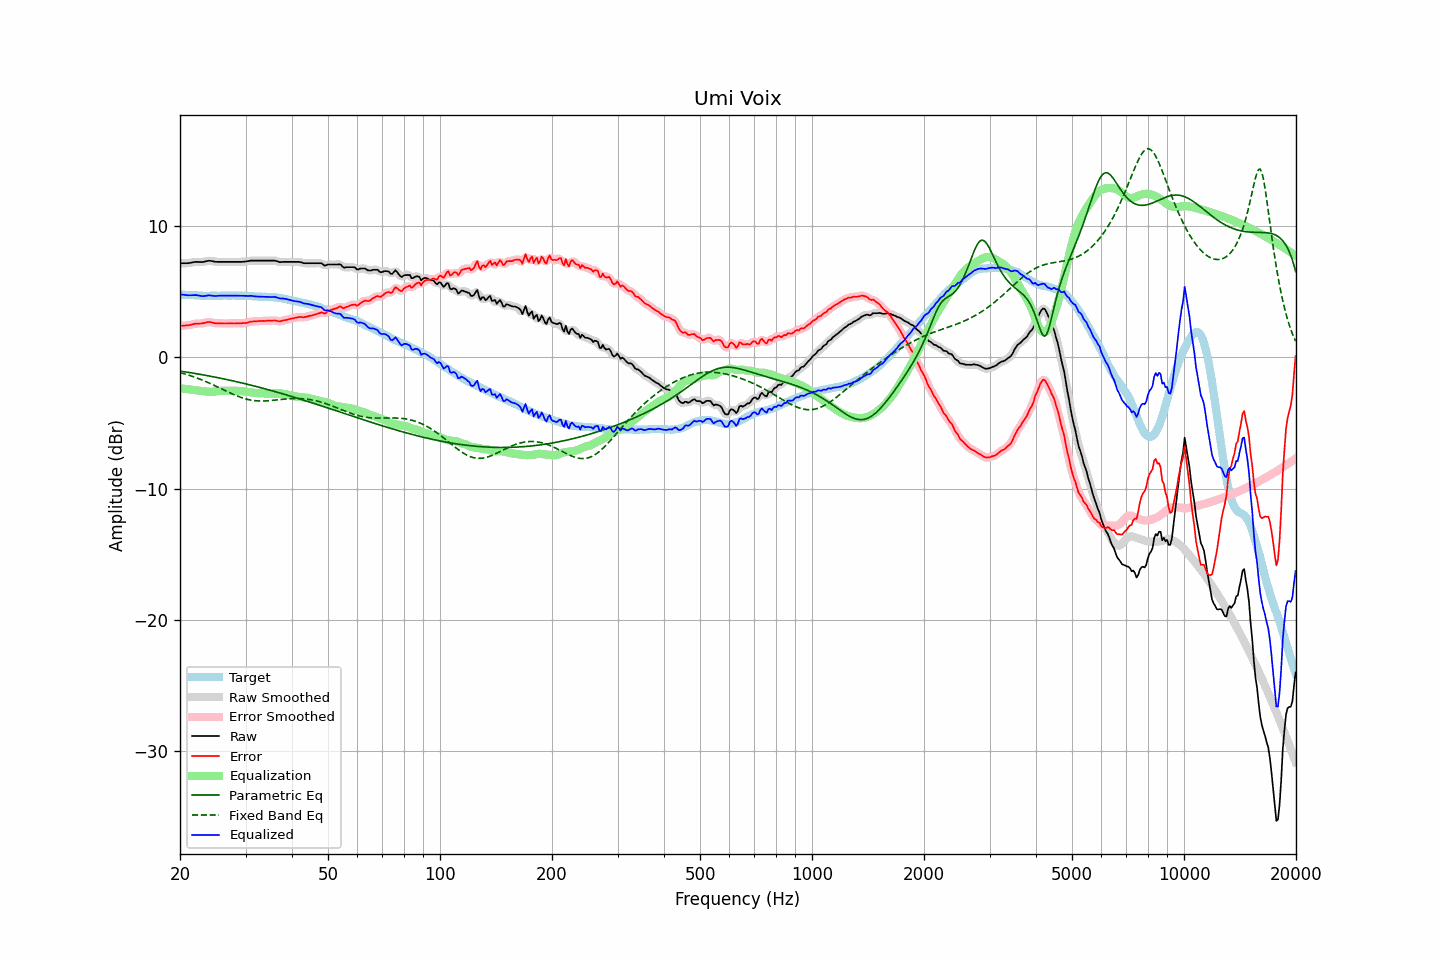 Umi Voix
Amplitude (dBr)
10
0
−10
−20
−30
Target
Raw Smoothed
Error Smoothed
Raw
Error
Equalization
Parametric Eq
Fixed Band Eq
Equalized
20 50 100 200 500 1000 2000 5000 10000 20000
Frequency (Hz)